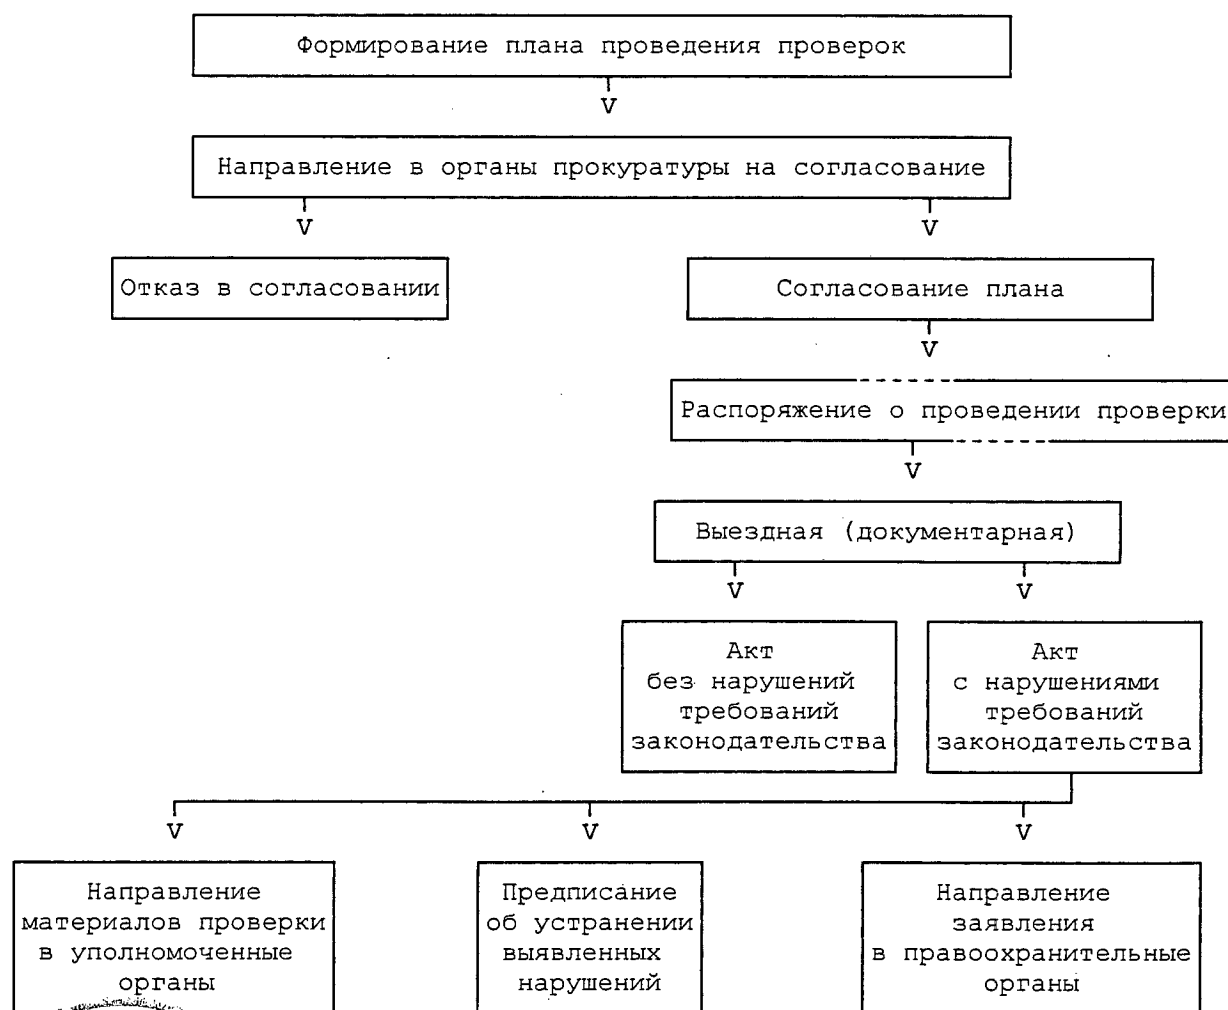 Формирование плана проведения проверок
Направление в органы прокуратуры на согласование
Отказ в согласовании
Согласование плана
Распоряжение о проведении проверки
Выездная (документарная)
Акт
без нарушений
требований
законодательства
Акт
с нарушениями
требований
законодательства
Направление
материалов проверки
в уполномоченные
органы
Предписание
об устранении
выявленных
нарушений
Направление
заявления
в правоохранительные
органы